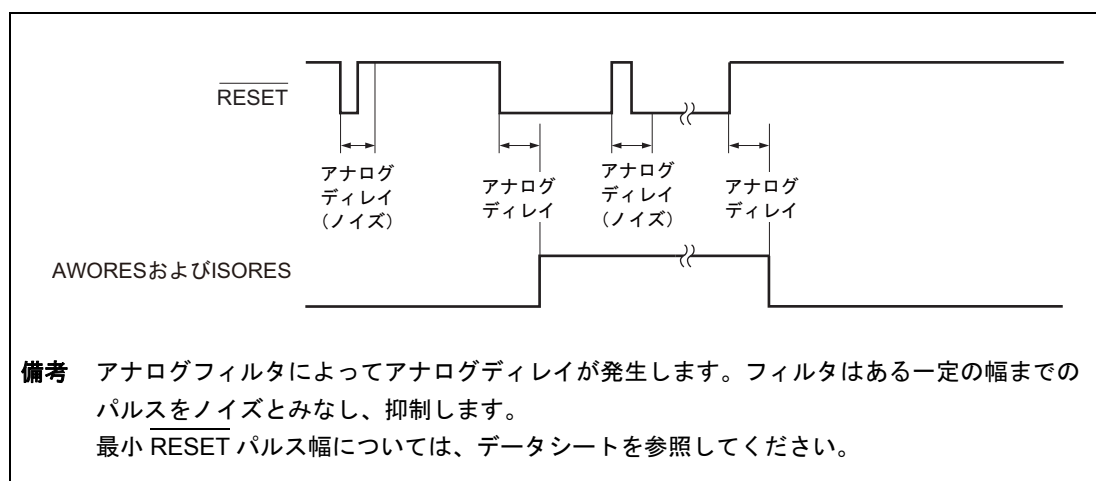 RESET
アナログ
ディレイ
（ノイズ）
アナログ
ディレイ
アナログ
ディレイ
（ノイズ）
アナログ
ディレイ
AWORESおよびISORES
備考 アナログフィルタによってアナログディレイが発生します。フィルタはある一定の幅までの
パルスをノイズとみなし、抑制します。
最小 RESET パルス幅については、データシートを参照してください。